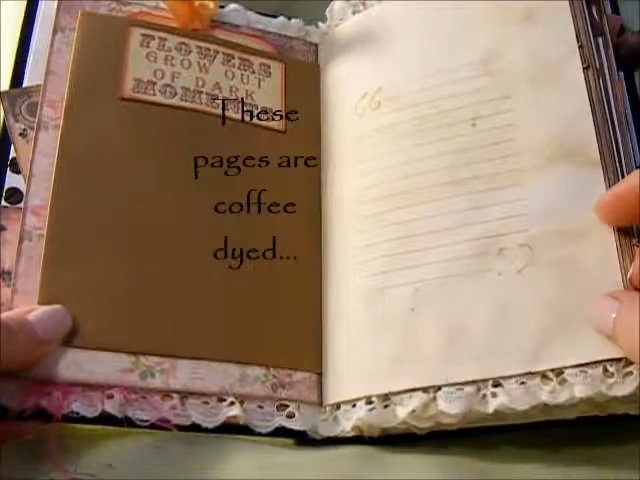 FLOWERS
GROW OUT
OF DARK
MOMENTS
These
pages are
coffee
dyed...